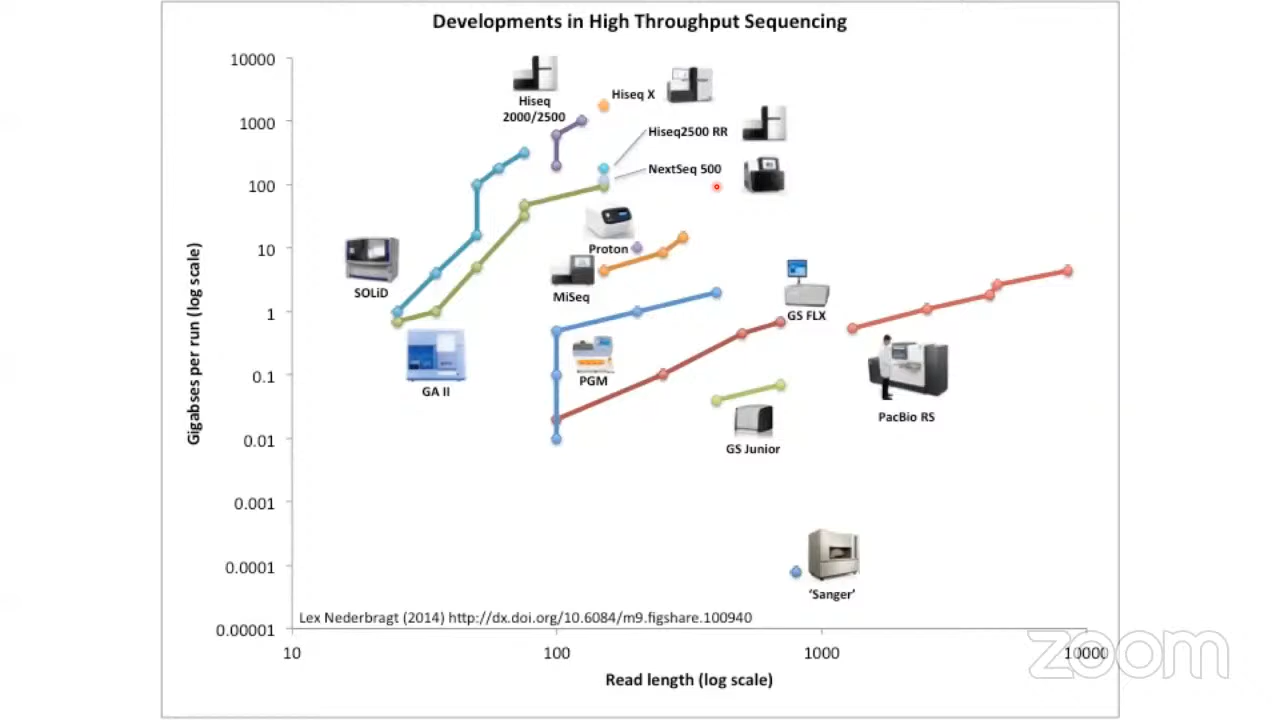 Developments in High Throughput Sequencing
10000
1000
100
10
1
0.1
0.01
0.001
0.0001
0.00001
Gigabses per run (log scale)
Hiseq
2000/2500
Hiseq X
Hiseq2500 RR
NextSeq 500
Proton
SOLiD
MiSeq
GS FLX
GA II
PGM
PacBio RS
GS Junior
'Sanger'
Lex Nederbragt (2014) http://dx.doi.org/10.6084/m9.figshare.100940
10
100
1000
10000
Read length (log scale)
zoom